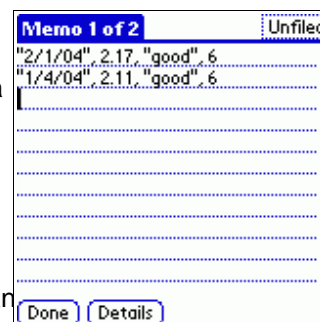 Memo 1 of 2 Unfiled
"2/1/04", 2.17, "good", 6
"1/4/04", 2.11, "good", 6
Done Details